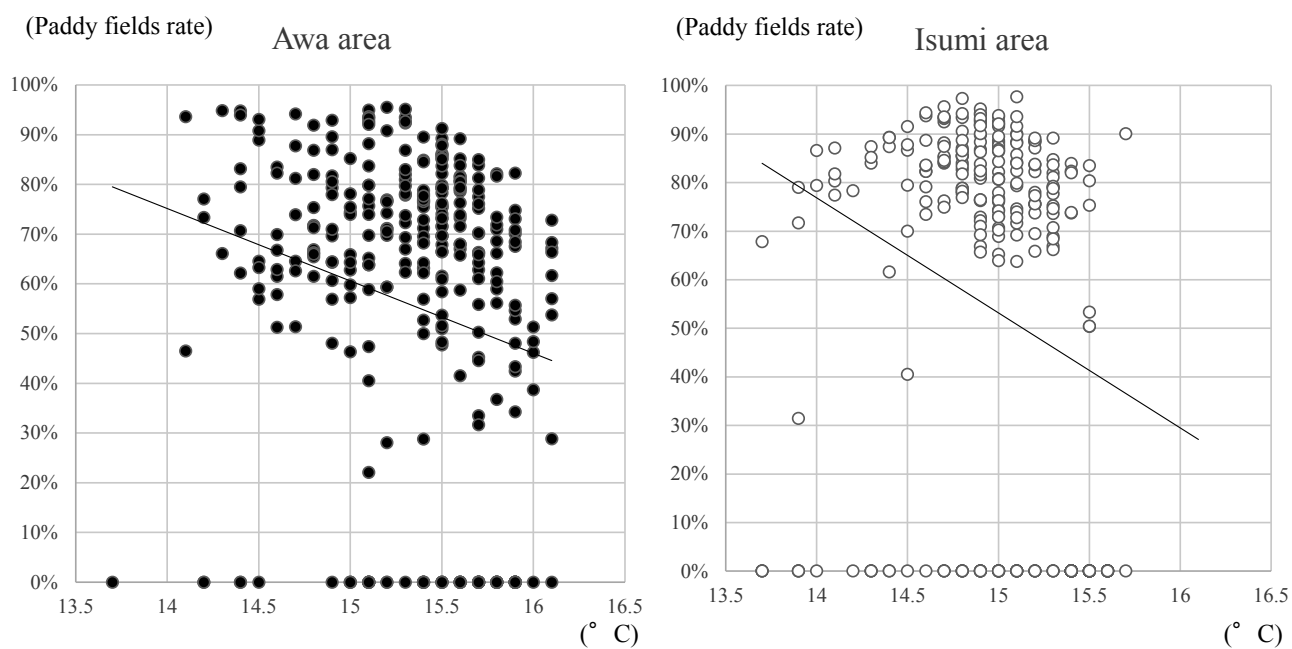 (Paddy fields rate)
Awa area
100%
90%
80%
70%
60%
50%
40%
30%
20%
10%
0%
13.5 14 14.5 15 15.5 16 16.5
(° C)
(Paddy fields rate)
Isumi area
100%
90%
80%
70%
60%
50%
40%
30%
20%
10%
0%
13.5 14 14.5 15 15.5 16 16.5
(° C)